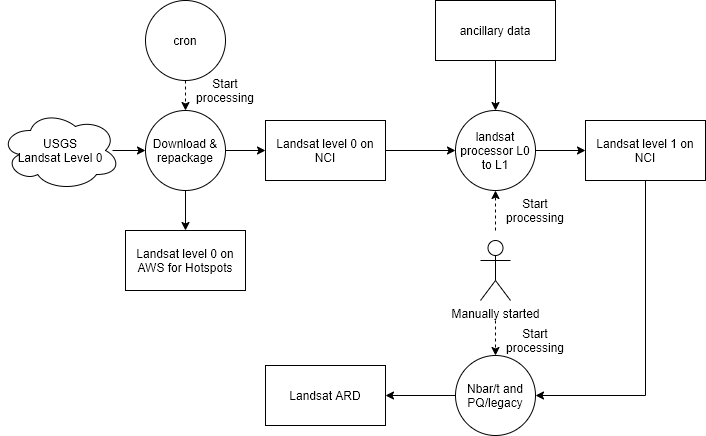 cron
ancillary data
Start
processing
USGS
Landsat Level 0
Download &
repackage
Landsat level 0 on
NCI
landsat
processor L0
to L1
Landsat level 1 on
NCI
Start
processing
Landsat level 0 on
AWS for Hotspots
Manually started
Start
processing
Landsat ARD
Nbar/t and
PQ/legacy